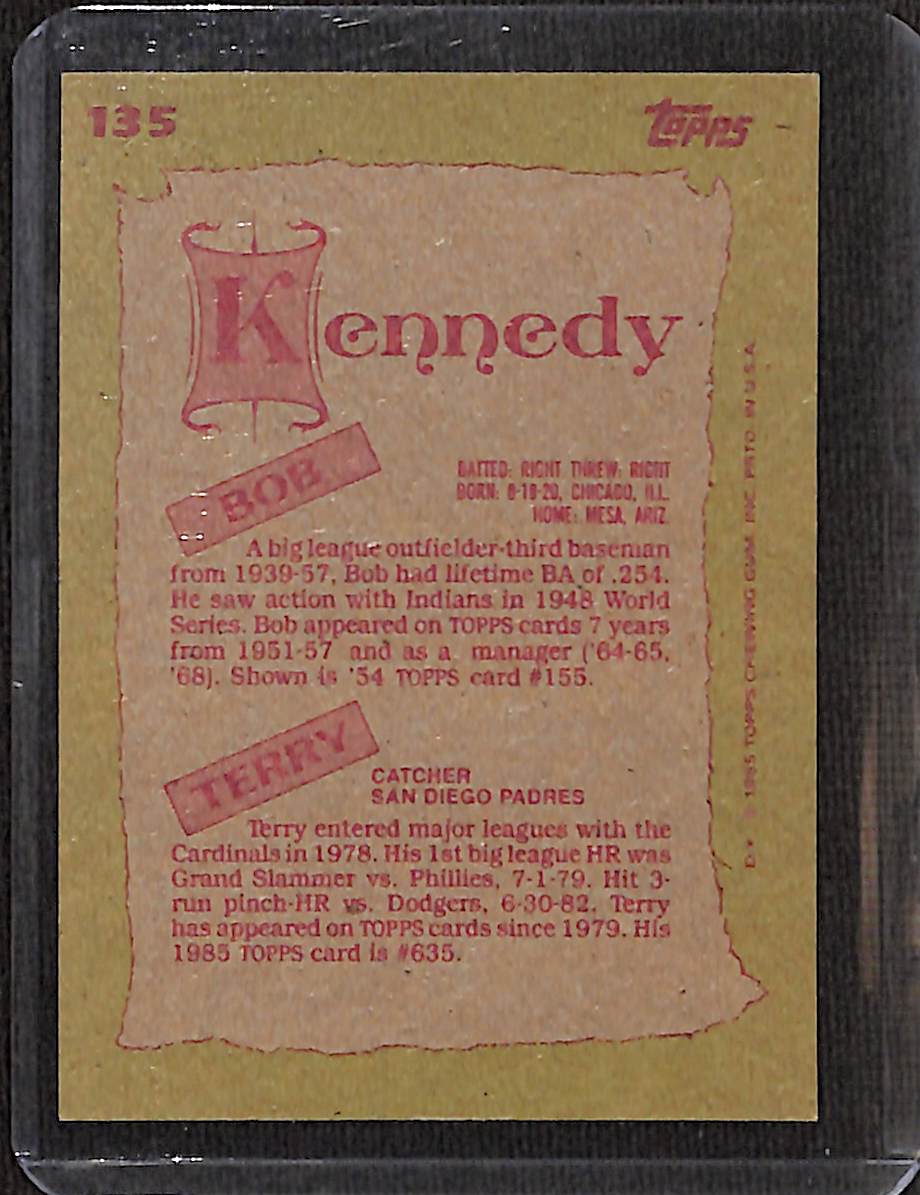 135
Topps
Kennedy
BOB
BATTED: RIGHT THREW: RIGHT
BORN: 8-18-20, CHICAGO, ILL.
HOME: MESA, ARIZ.
A big league outfielder-third baseman
from 1939-57, Bob had lifetime BA of .254.
He saw action with Indians in 1948 World
Series. Bob appeared on TOPPS cards 7 years
from 1951-57 and as a manager ('64-65,
'68). Shown is '54 TOPPS card #155.
TERRY
CATCHER
SAN DIEGO PADRES
Terry entered major leagues with the
Cardinals in 1978. His 1st big league HR was
Grand Slammer vs. Phillies, 7-1-79. Hit 3-
run pinch-HR vs. Dodgers, 6-30-82. Terry
has appeared on TOPPS cards since 1979. His
1985 TOPPS card is #635.
D* © 1985 TOPPS CHEWING GUM, INC. PRTD. IN U.S.A.